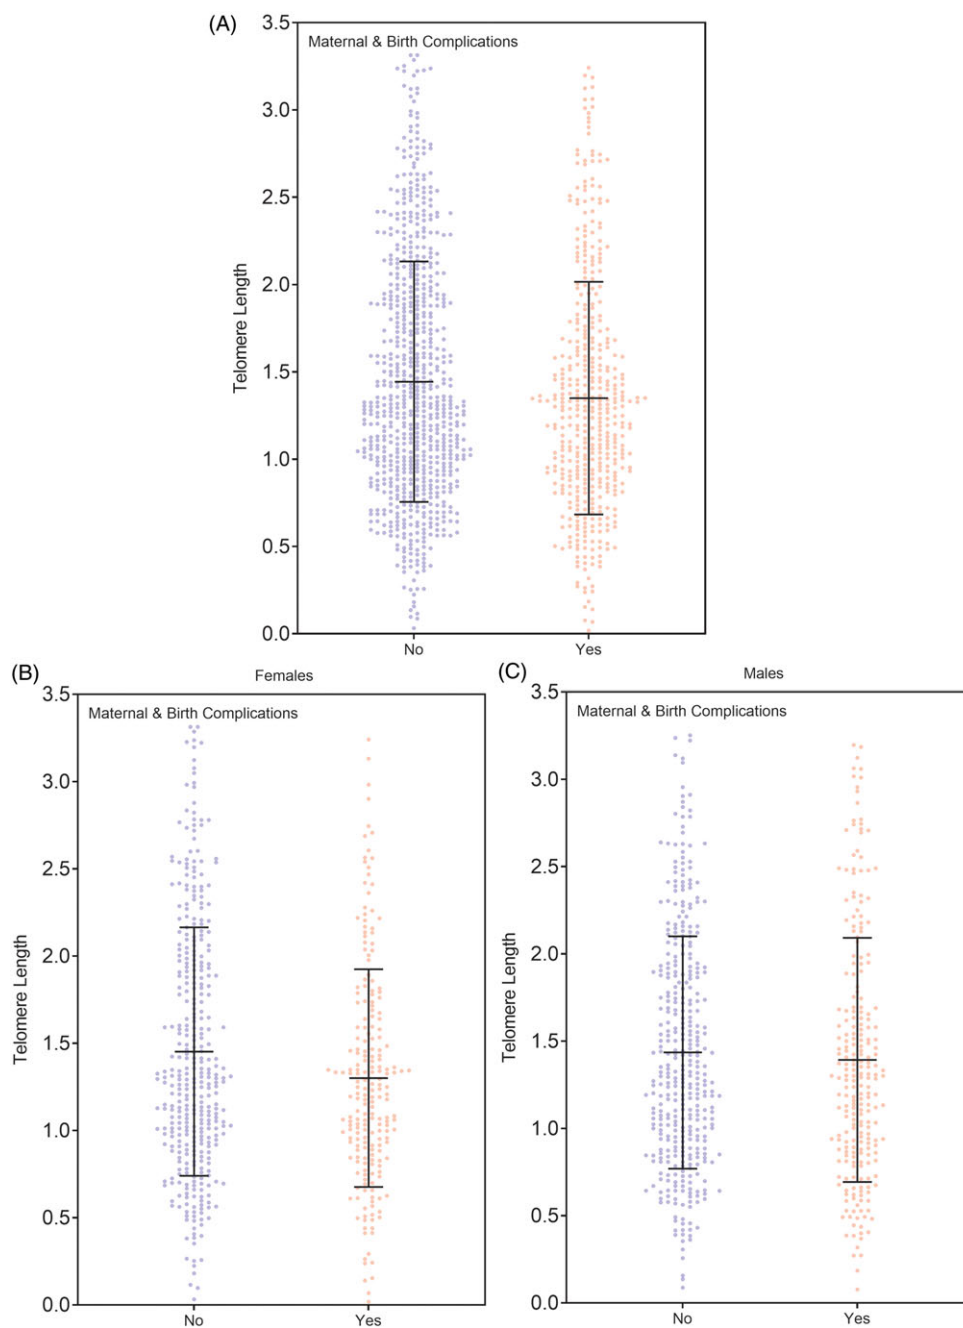 (A)
Maternal & Birth Complications
3.5
3.0
2.5
2.0
1.5
1.0
0.5
0.0
Telomere Length
No
Yes
(B)
Females
Maternal & Birth Complications
3.5
3.0
2.5
2.0
1.5
1.0
0.5
0.0
Telomere Length
No
Yes
(C)
Males
Maternal & Birth Complications
3.5
3.0
2.5
2.0
1.5
1.0
0.5
0.0
Telomere Length
No
Yes